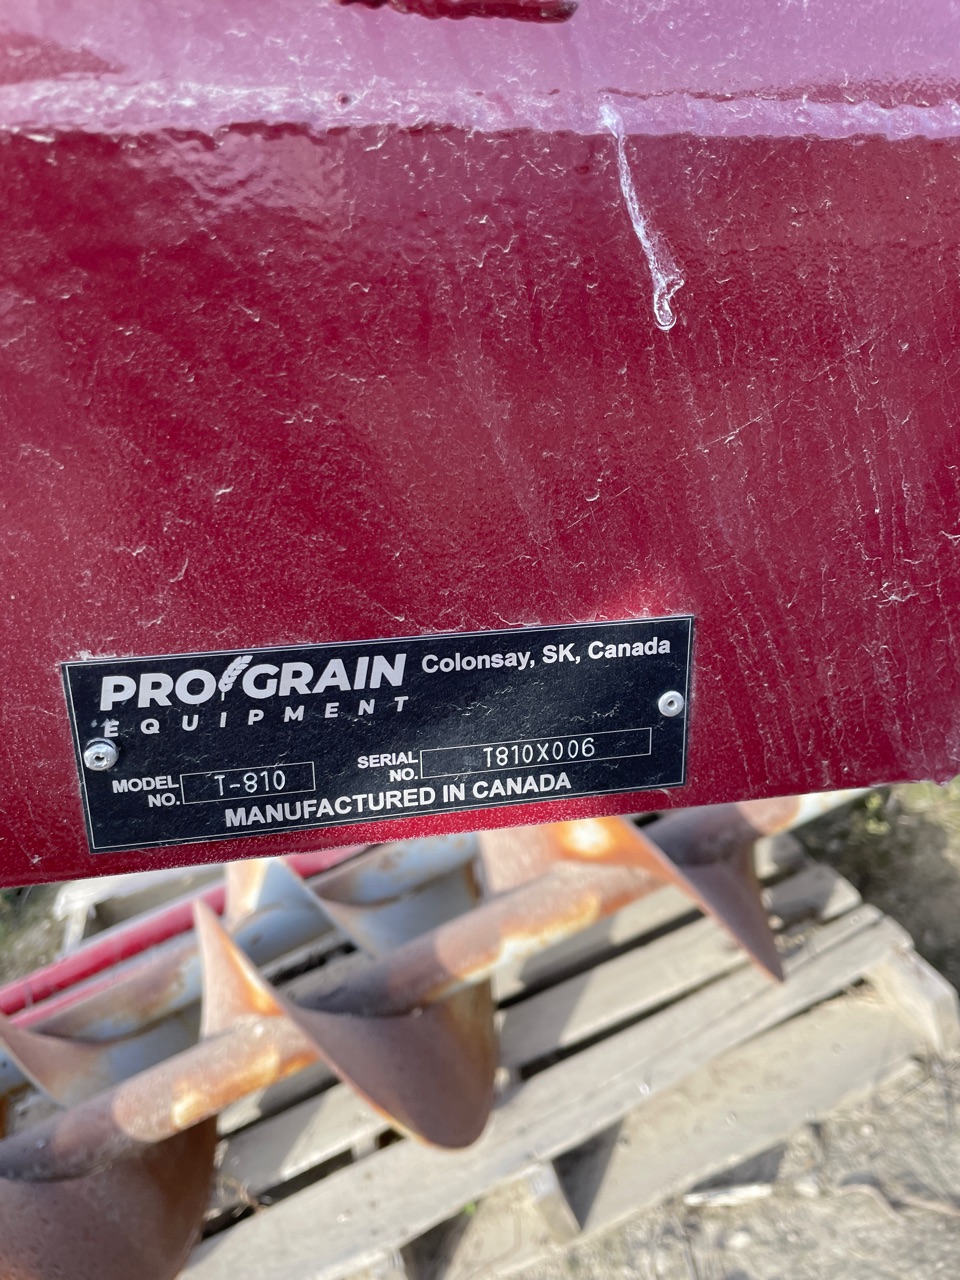 PRO GRAIN
EQUIPMENT
Colonsay, SK, Canada
MODEL NO. T-810
SERIAL NO. T810X006
MANUFACTURED IN CANADA